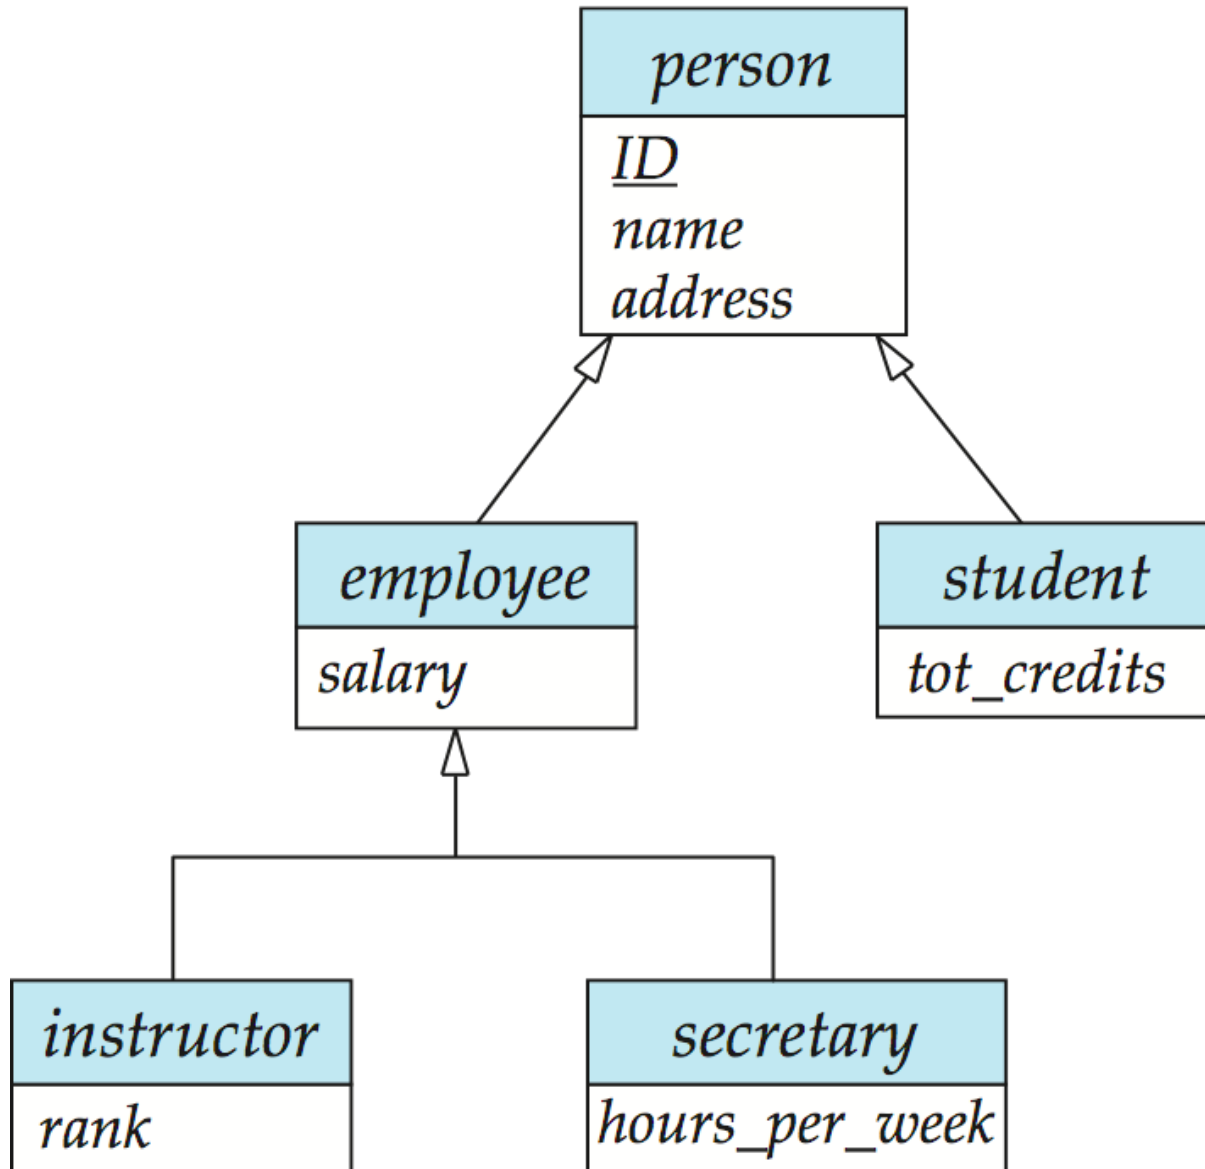 person
ID
name
address
employee
salary
student
tot_credits
instructor
rank
secretary
hours_per_week